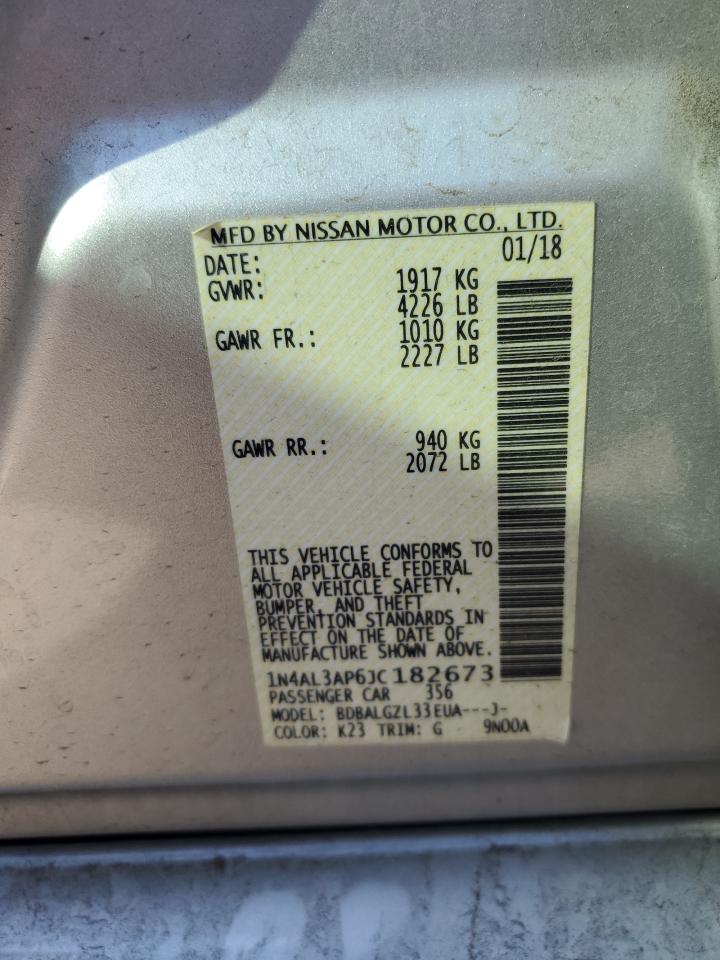 MFD BY NISSAN MOTOR CO., LTD.
DATE: 01/18
GVWR: 1917 KG
4226 LB
GAWR FR.: 1010 KG
2227 LB
GAWR RR.: 940 KG
2072 LB
THIS VEHICLE CONFORMS TO
ALL APPLICABLE FEDERAL
MOTOR VEHICLE SAFETY,
BUMPER, AND THEFT
PREVENTION STANDARDS IN
EFFECT ON THE DATE OF
MANUFACTURE SHOWN ABOVE.
1N4AL3AP6JC182673
PASSENGER CAR 356
MODEL: BDBALGZL33EUA---J-
COLOR: K23 TRIM: G 9N00A